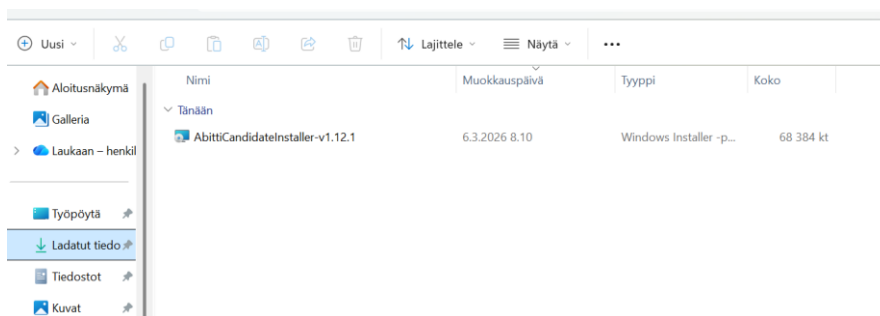 Uusi Lajittele Näytä
Nimi Muokkauspäivä Tyyppi Koko
Aloitusnäkymä
Tänään
Galleria
AbittiCandidateInstaller-v1.12.1 6.3.2026 8.10 Windows Installer -p... 68 384 kt
Laukaan – henkil
Työpöytä
Ladatut tiedo
Tiedostot
Kuvat